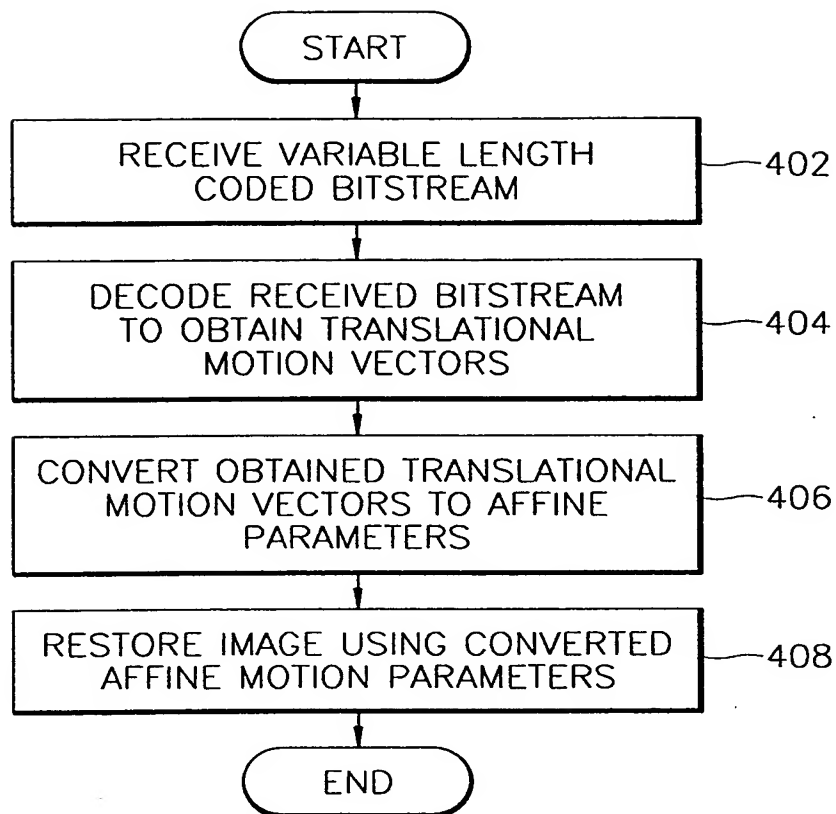 START
RECEIVE VARIABLE LENGTH
CODED BITSTREAM
402
DECODE RECEIVED BITSTREAM
TO OBTAIN TRANSLATIONAL
MOTION VECTORS
404
CONVERT OBTAINED TRANSLATIONAL
MOTION VECTORS TO AFFINE
PARAMETERS
406
RESTORE IMAGE USING CONVERTED
AFFINE MOTION PARAMETERS
408
END